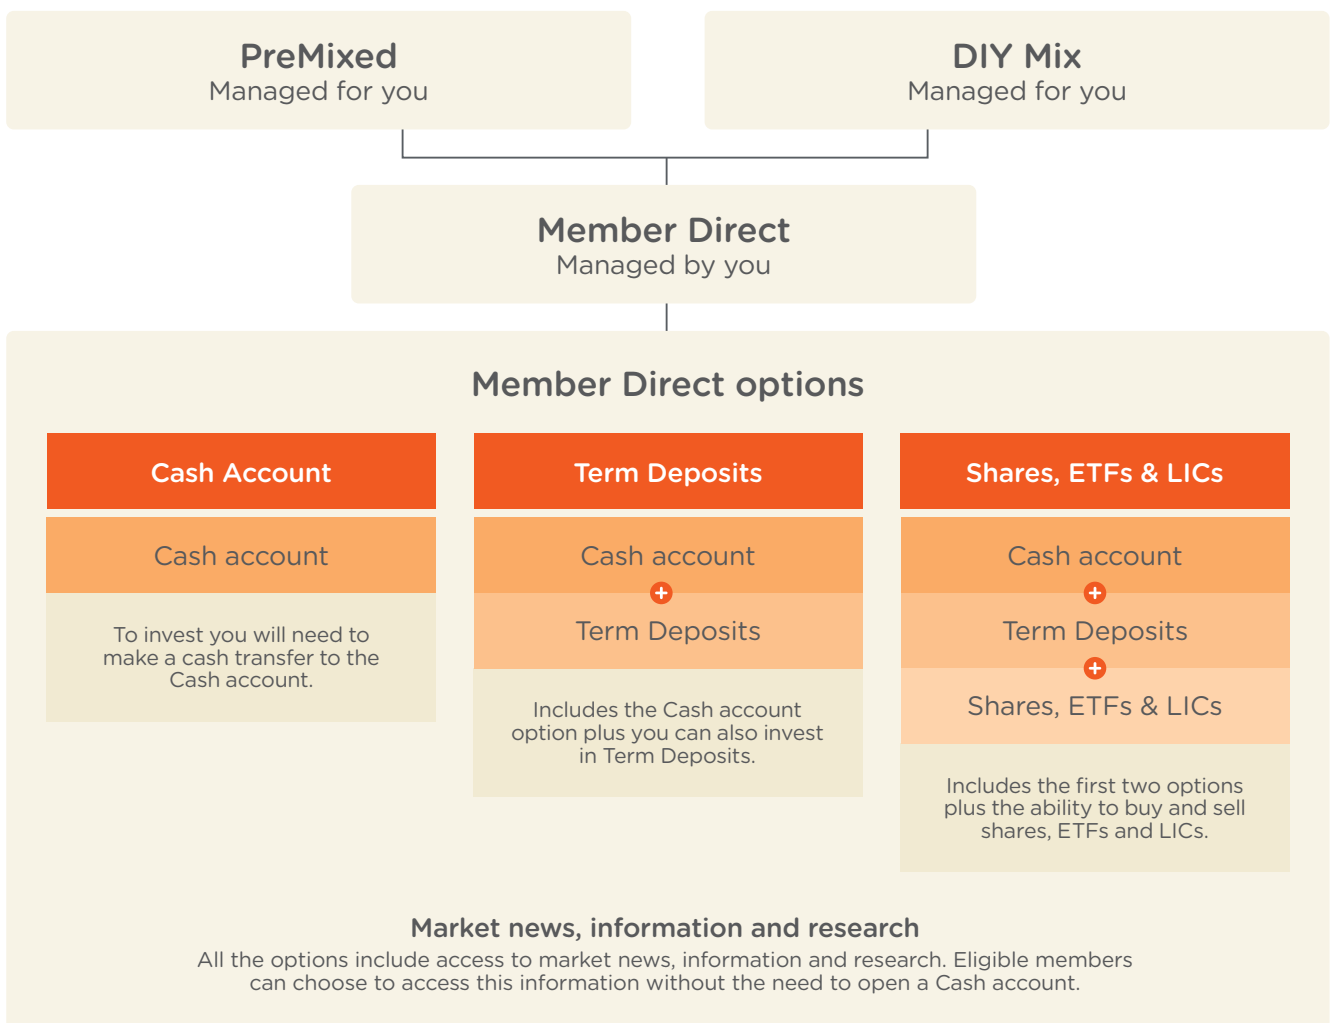 PreMixed
Managed for you
DIY Mix
Managed for you
Member Direct
Managed by you
Member Direct options
Cash Account
Cash account
To invest you will need to
make a cash transfer to the
Cash account.
Term Deposits
Cash account
+
Term Deposits
Includes the Cash account
option plus you can also invest
in Term Deposits.
Shares, ETFs & LICs
Cash account
+
Term Deposits
+
Shares, ETFs & LICs
Includes the first two options
plus the ability to buy and sell
shares, ETFs and LICs.
Market news, information and research
All the options include access to market news, information and research. Eligible members
can choose to access this information without the need to open a Cash account.